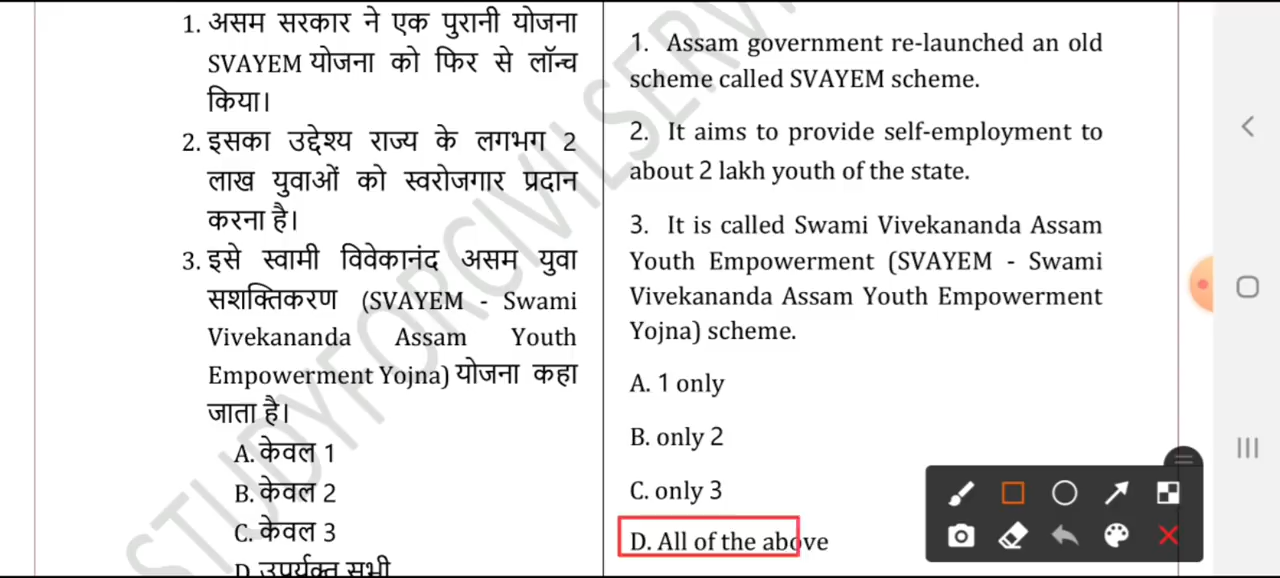 1. असम सरकार ने एक पुरानी योजना
SVAYEM योजना को फिर से लॉन्च
किया।
2. इसका उद्देश्य राज्य के लगभग 2
लाख युवाओं को स्वरोजगार प्रदान
करना है।
3. इसे स्वामी विवेकानंद असम युवा
सशक्तिकरण (SVAYEM - Swami
Vivekananda Assam Youth
Empowerment Yojna) योजना कहा
जाता है।
A. केवल 1
B. केवल 2
C. केवल 3
D. उपर्युक्त सभी
1. Assam government re-launched an old
scheme called SVAYEM scheme.
2. It aims to provide self-employment to
about 2 lakh youth of the state.
3. It is called Swami Vivekananda Assam
Youth Empowerment (SVAYEM - Swami
Vivekananda Assam Youth Empowerment
Yojna) scheme.
A. 1 only
B. only 2
C. only 3
D. All of the above
STUDYFORCIVILSERV